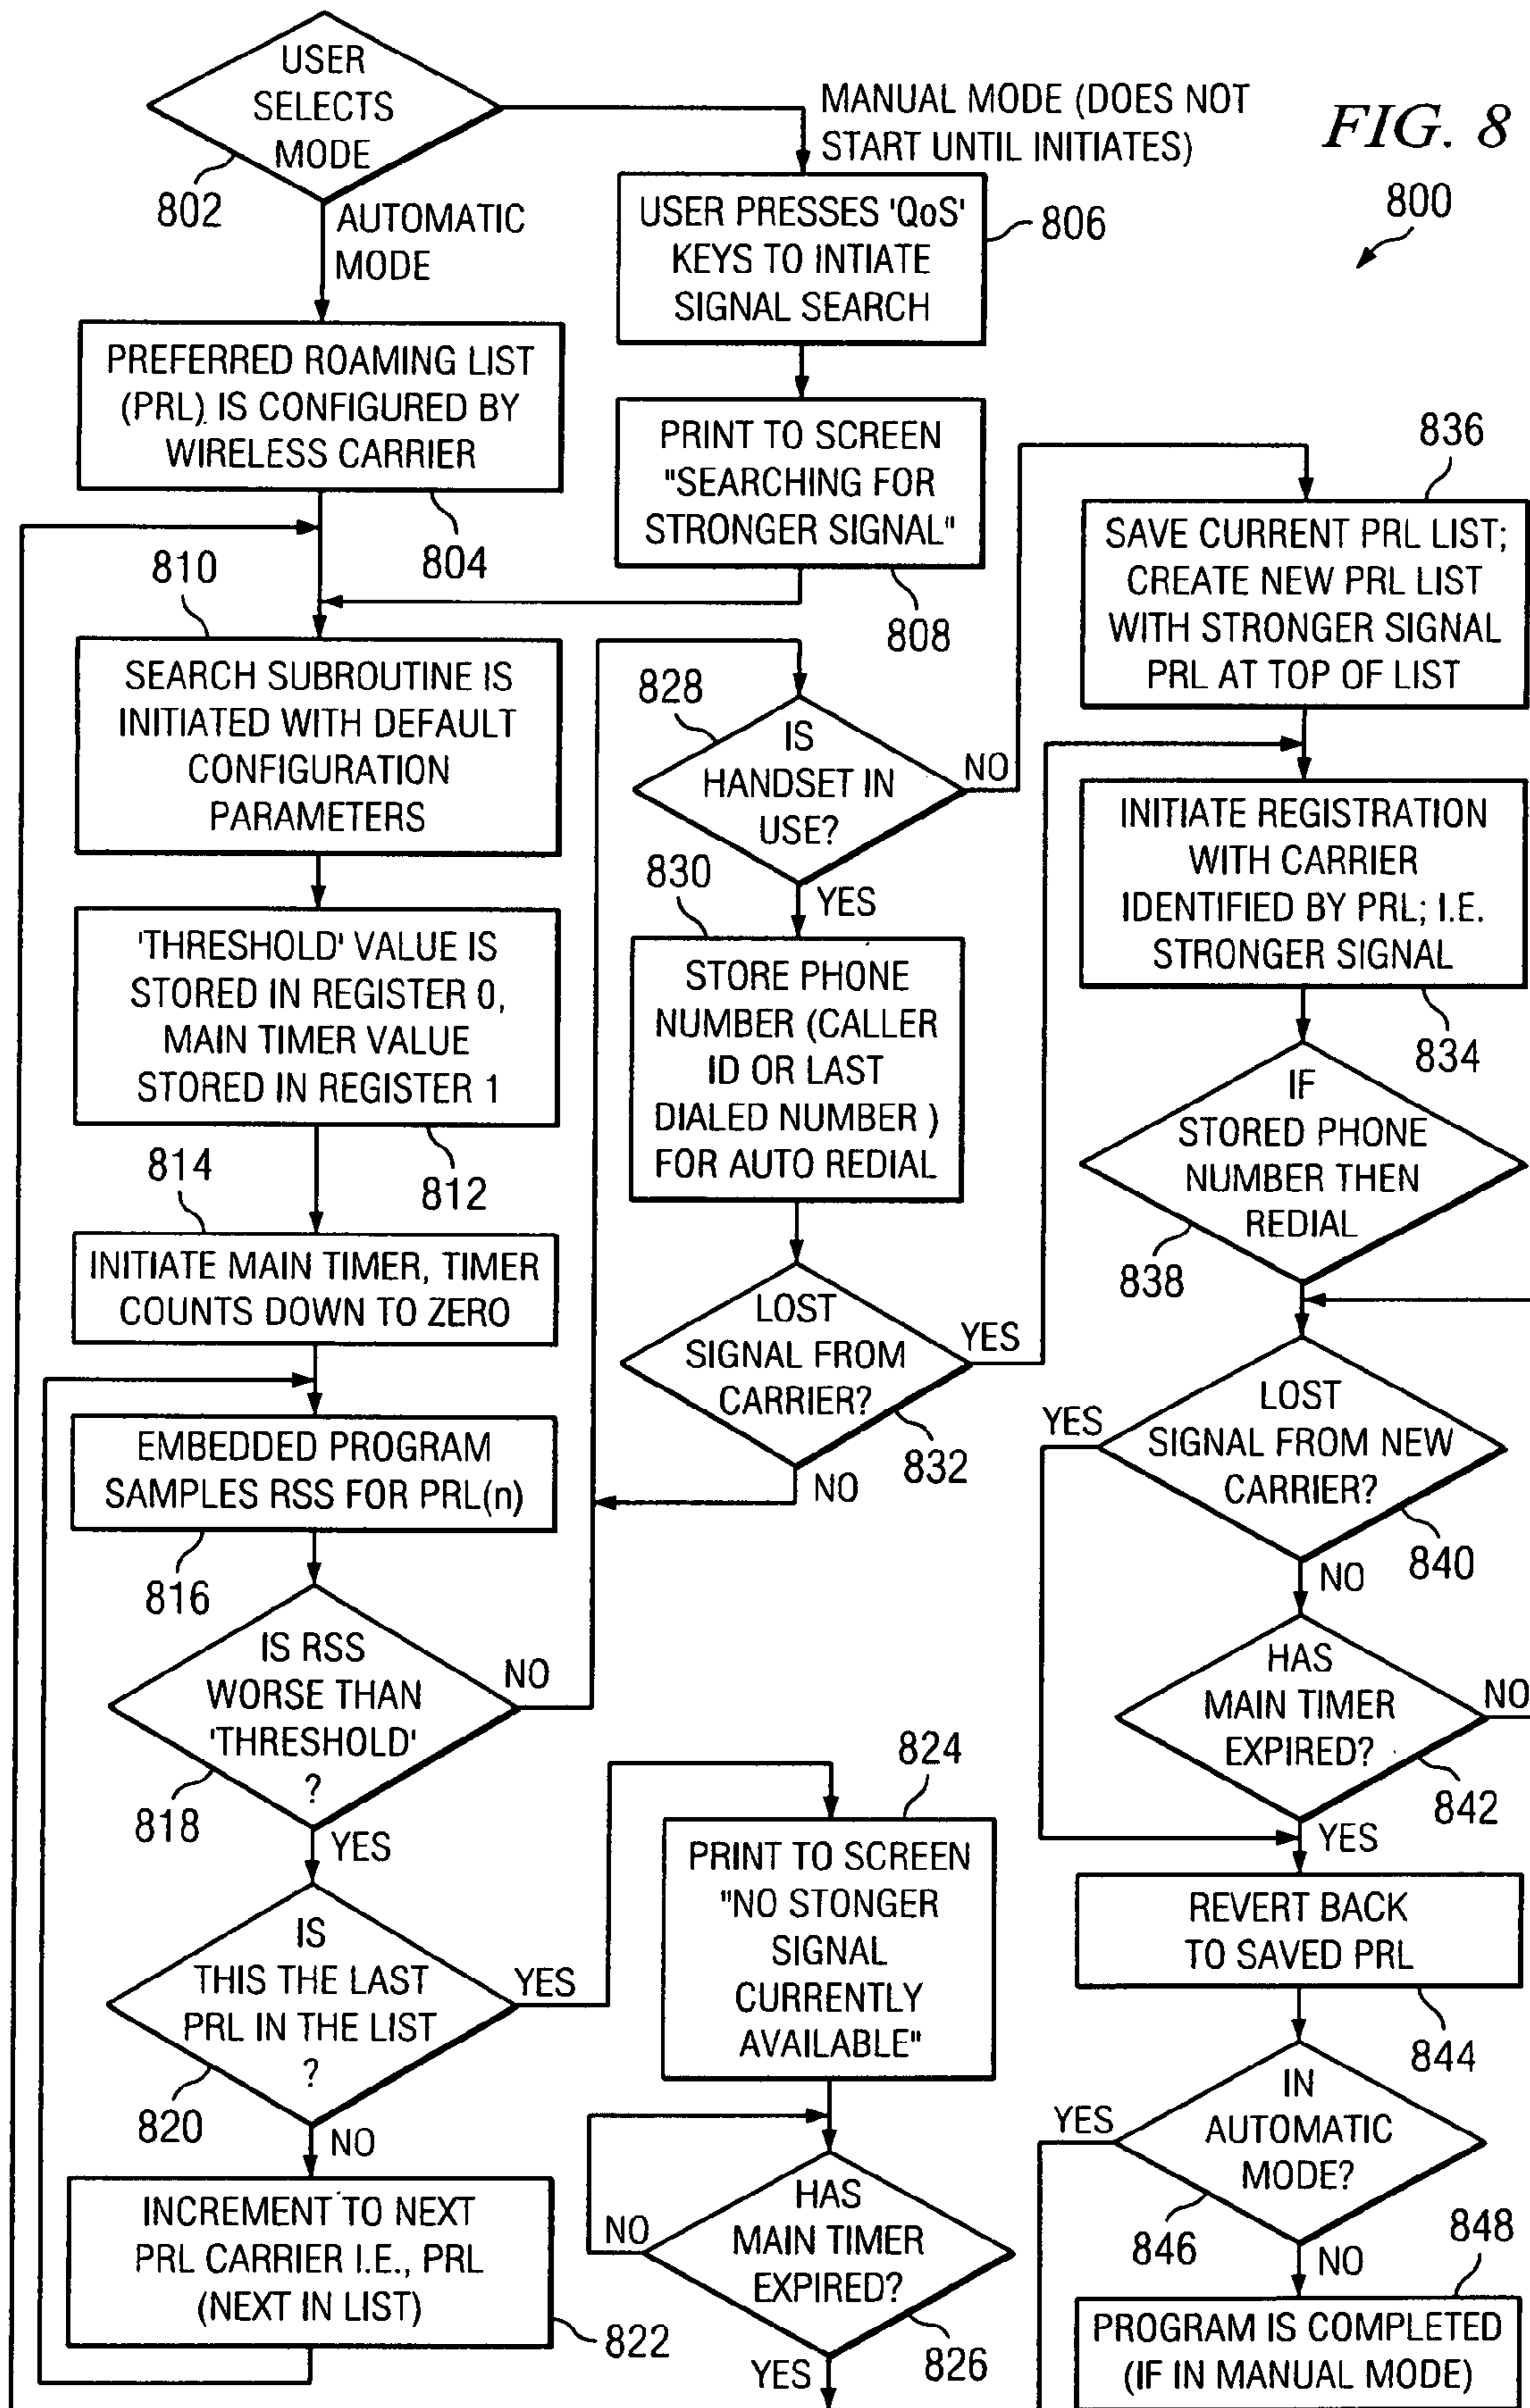 FIG. 8
800
USER
SELECTS
MODE
802
MANUAL MODE (DOES NOT
START UNTIL INITIATES)
AUTOMATIC
MODE
USER PRESSES 'QoS'
KEYS TO INTIATE
SIGNAL SEARCH
806
PREFERRED ROAMING LIST
(PRL) IS CONFIGURED BY
WIRELESS CARRIER
804
PRINT TO SCREEN
"SEARCHING FOR
STRONGER SIGNAL"
808
810
SEARCH SUBROUTINE IS
INITIATED WITH DEFAULT
CONFIGURATION
PARAMETERS
'THRESHOLD' VALUE IS
STORED IN REGISTER 0,
MAIN TIMER VALUE
STORED IN REGISTER 1
812
814
INITIATE MAIN TIMER, TIMER
COUNTS DOWN TO ZERO
EMBEDDED PROGRAM
SAMPLES RSS FOR PRL(n)
816
IS RSS
WORSE THAN
'THRESHOLD'
?
818
NO
YES
IS
THIS THE LAST
PRL IN THE LIST
?
820
YES
NO
INCREMENT TO NEXT
PRL CARRIER I.E., PRL
(NEXT IN LIST)
822
824
PRINT TO SCREEN
"NO STONGER
SIGNAL
CURRENTLY
AVAILABLE"
HAS
MAIN TIMER
EXPIRED?
826
NO
YES
828
IS
HANDSET IN
USE?
NO
YES
830
STORE PHONE
NUMBER (CALLER
ID OR LAST
DIALED NUMBER )
FOR AUTO REDIAL
LOST
SIGNAL FROM
CARRIER?
832
YES
NO
836
SAVE CURRENT PRL LIST;
CREATE NEW PRL LIST
WITH STRONGER SIGNAL
PRL AT TOP OF LIST
INITIATE REGISTRATION
WITH CARRIER
IDENTIFIED BY PRL; I.E.
STRONGER SIGNAL
834
IF
STORED PHONE
NUMBER THEN
REDIAL
838
LOST
SIGNAL FROM NEW
CARRIER?
840
YES
NO
HAS
MAIN TIMER
EXPIRED?
842
NO
YES
REVERT BACK
TO SAVED PRL
844
IN
AUTOMATIC
MODE?
846
YES
NO
848
PROGRAM IS COMPLETED
(IF IN MANUAL MODE)